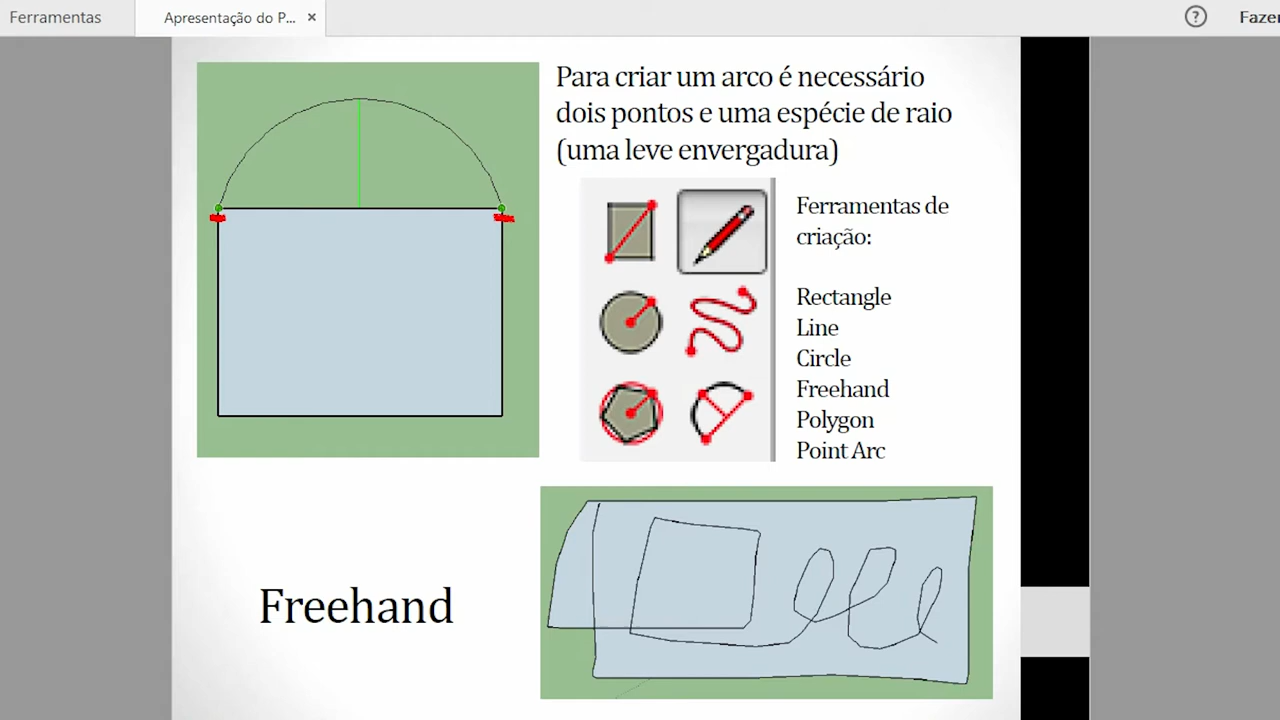 Ferramentas
Apresentação do P... ×
? Fazer
Para criar um arco é necessário
dois pontos e uma espécie de raio
(uma leve envergadura)
Ferramentas de
criação:
Rectangle
Line
Circle
Freehand
Polygon
Point Arc
Freehand